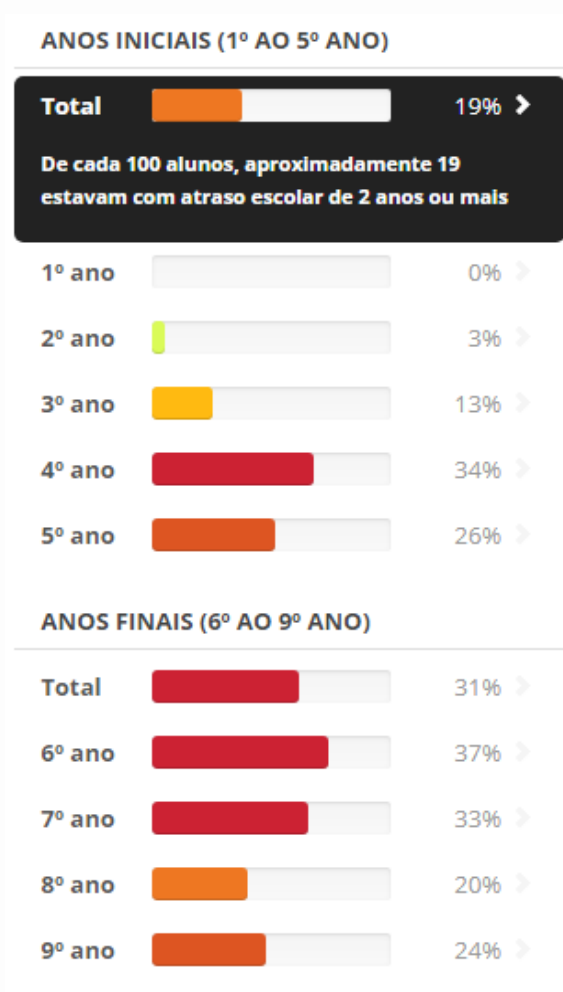 ANOS INICIAIS (1º AO 5º ANO)
Total 19%
De cada 100 alunos, aproximadamente 19
estavam com atraso escolar de 2 anos ou mais
1º ano 0%
2º ano 3%
3º ano 13%
4º ano 34%
5º ano 26%
ANOS FINAIS (6º AO 9º ANO)
Total 31%
6º ano 37%
7º ano 33%
8º ano 20%
9º ano 24%